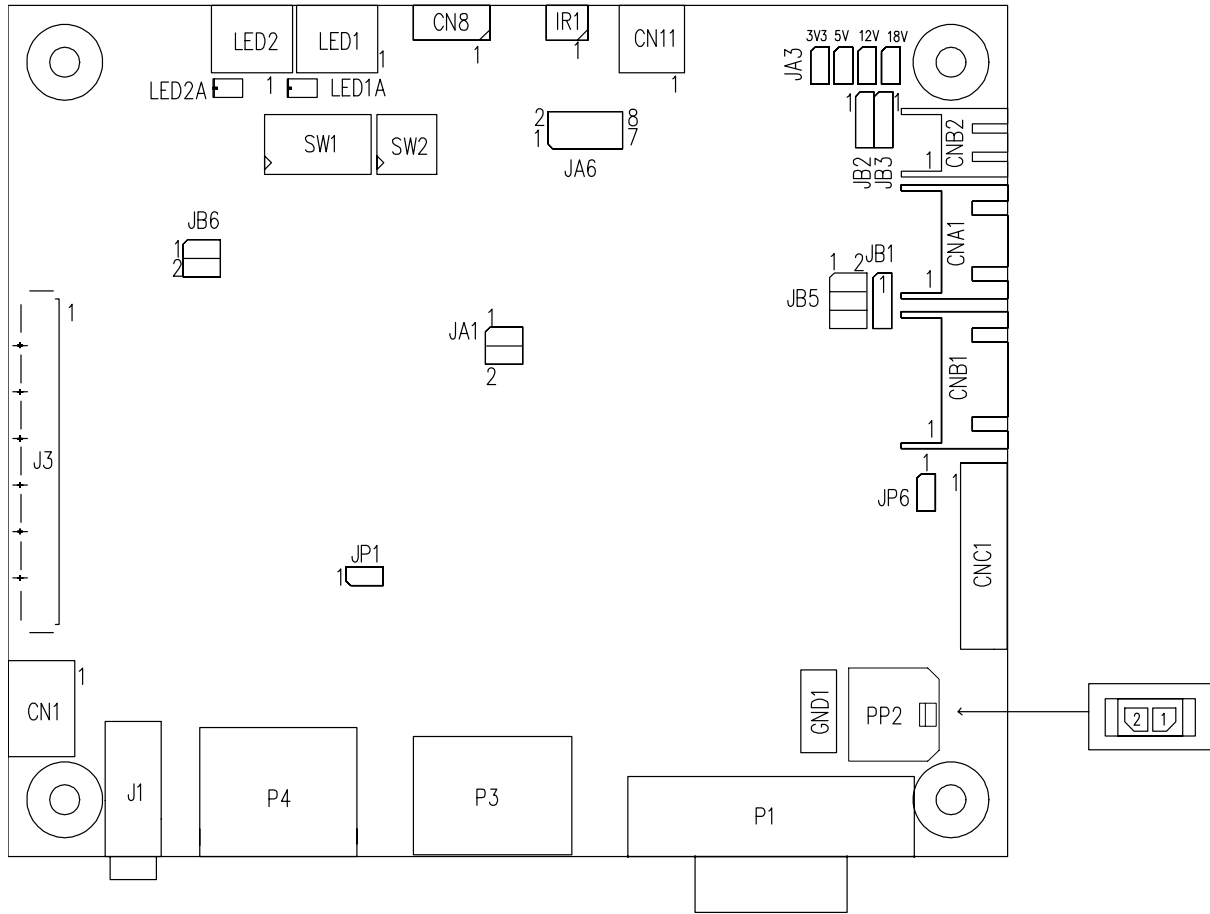 LED2 LED1 1 CN8 1 IR1 1 CN11 1
3V3 5V 12V 18V
JA3
LED2A 1 LED1A
1 1
SW1 SW2
2 8
1 7
JA6
JB2 JB3
1 CNB2
JB6
1
2
1 CNA1
1 2 JB1
JB5 1
1
J3
JA1 1
2
1 CNB1
1
JP6 1
CNC1
JP1
1
1
CN1
GND1 PP2 2 1
J1 P4 P3 P1